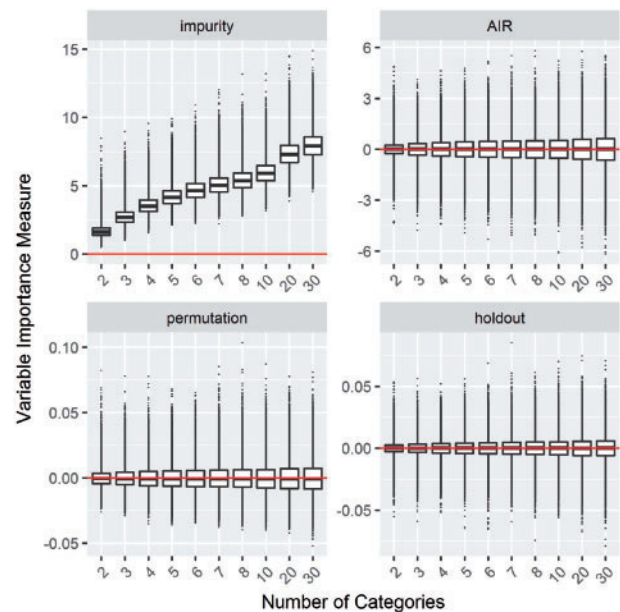 impurity
AIR
15
10
5
0
6
3
0
-3
-6
2 3 4 5 6 7 8 10 20 30
2 3 4 5 6 7 8 10 20 30
permutation
holdout
0.10
0.05
0.00
-0.05
0.05
0.00
-0.05
2 3 4 5 6 7 8 10 20 30
2 3 4 5 6 7 8 10 20 30
Variable Importance Measure
Number of Categories